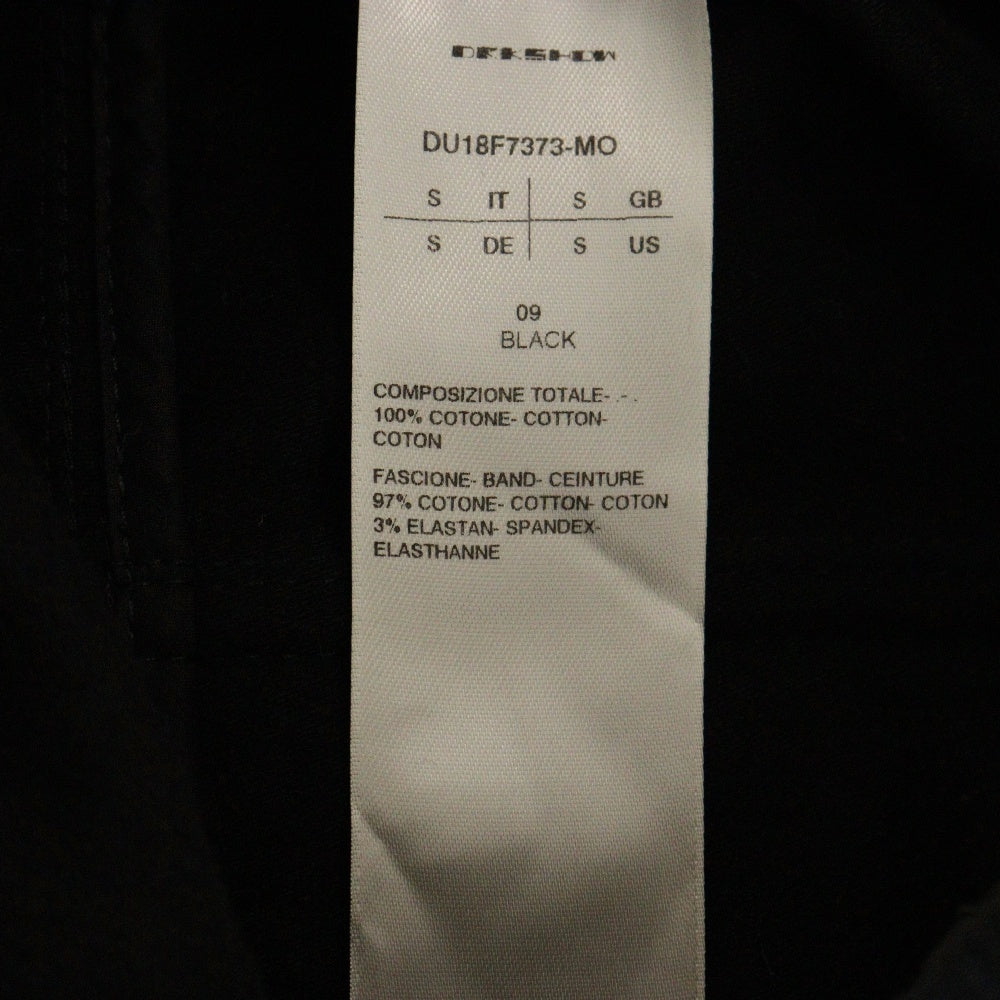 DRKSHDW
DU18F7373-MO
S IT S GB
S DE S US
09
BLACK
COMPOSIZIONE TOTALE- .- .
100% COTONE- COTTON-
COTON
FASCIONE- BAND- CEINTURE
97% COTONE- COTTON- COTON
3% ELASTAN- SPANDEX-
ELASTHANNE